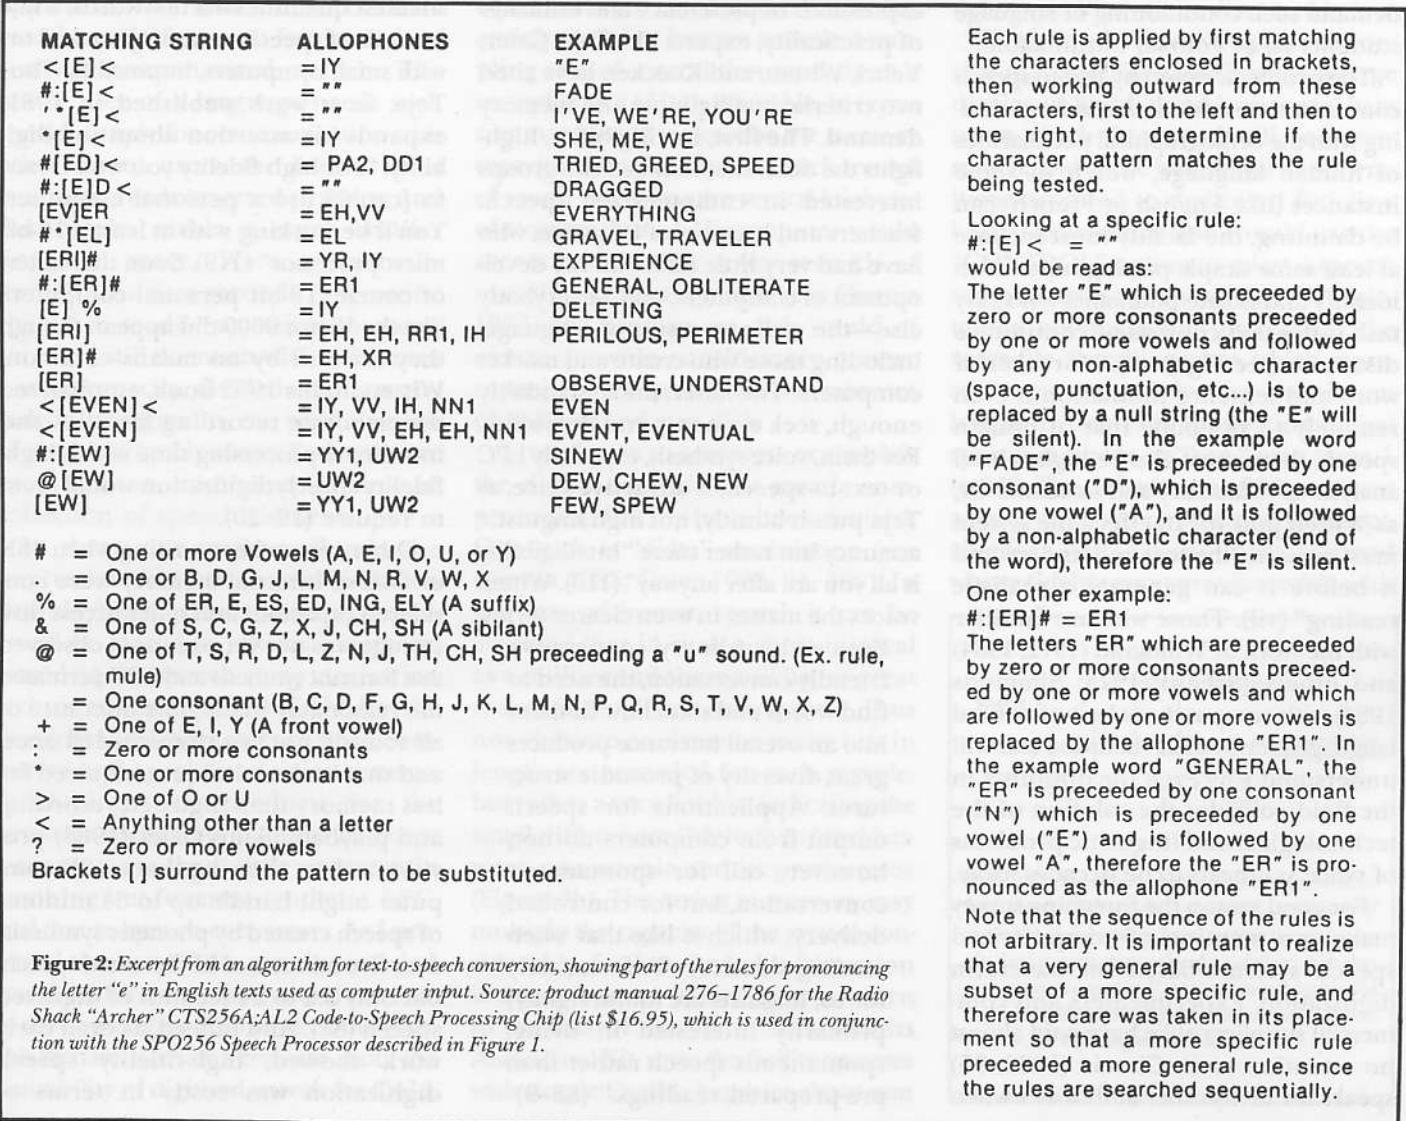 MATCHING STRING ALLOPHONES EXAMPLE
<[E]< = IY "E"
#:[E]< = "" FADE
' [E]< = "" I'VE, WE'RE, YOU'RE
*[E]< = IY SHE, ME, WE
#[ED]< = PA2, DD1 TRIED, GREED, SPEED
#:[E]D< = "" DRAGGED
[EV]ER = EH,VV EVERYTHING
#*[EL] = EL GRAVEL, TRAVELER
[ERI]# = YR, IY EXPERIENCE
#:[ER]# = ER1 GENERAL, OBLITERATE
[E]^% = IY DELETING
[ERI] = EH, EH, RR1, IH PERILOUS, PERIMETER
[ER]# = EH, XR
[ER] = ER1 OBSERVE, UNDERSTAND
<[EVEN]< = IY, VV, IH, NN1 EVEN
<[EVEN] = IY VV, EH, EH, NN1 EVENT, EVENTUAL
#:[EW] = YY1, UW2 SINEW
@[EW] = UW2 DEW, CHEW, NEW
[EW] = YY1, UW2 FEW, SPEW
# = One or more Vowels (A, E, I, O, U, or Y)
. = One or B, D, G, J, L, M, N, R, V, W, X
% = One of ER, E, ES, ED, ING, ELY (A suffix)
& = One of S, C, G, Z, X, J, CH, SH (A sibilant)
@ = One of T, S, R, D, L, Z, N, J, TH, CH, SH preceeding a "u" sound. (Ex. rule,
mule)
^ = One consonant (B, C, D, F, G, H, J, K, L, M, N, P, Q, R, S, T, V, W, X, Z)
+ = One of E, I, Y (A front vowel)
: = Zero or more consonants
* = One or more consonants
> = One of O or U
< = Anything other than a letter
? = Zero or more vowels
Brackets [] surround the pattern to be substituted.
Figure 2: Excerpt from an algorithm for text-to-speech conversion, showing part of the rules for pronouncing
the letter "e" in English texts used as computer input. Source: product manual 276–1786 for the Radio
Shack "Archer" CTS256A;AL2 Code-to-Speech Processing Chip (list $16.95), which is used in conjunc-
tion with the SPO256 Speech Processor described in Figure 1.
Each rule is applied by first matching
the characters enclosed in brackets,
then working outward from these
characters, first to the left and then to
the right, to determine if the
character pattern matches the rule
being tested.
Looking at a specific rule:
#:[E]< = ""
would be read as:
The letter "E" which is preceeded by
zero or more consonants preceeded
by one or more vowels and followed
by any non-alphabetic character
(space, punctuation, etc...) is to be
replaced by a null string (the "E" will
be silent). In the example word
"FADE", the "E" is preceeded by one
consonant ("D"), which is preceeded
by one vowel ("A"), and it is followed
by a non-alphabetic character (end of
the word), therefore the "E" is silent.
One other example:
#:[ER]# = ER1
The letters "ER", which are preceeded
by zero or more consonants preceed-
ed by one or more vowels and which
are followed by one or more vowels is
replaced by the allophone "ER1". In
the example word "GENERAL", the
"ER" is preceeded by one consonant
("N") which is preceeded by one
vowel ("E") and is followed by one
vowel "A", therefore the "ER" is pro-
nounced as the allophone "ER1".
Note that the sequence of the rules is
not arbitrary. It is important to realize
that a very general rule may be a
subset of a more specific rule, and
therefore care was taken in its place-
ment so that a more specific rule
preceeded a more general rule, since
the rules are searched sequentially.